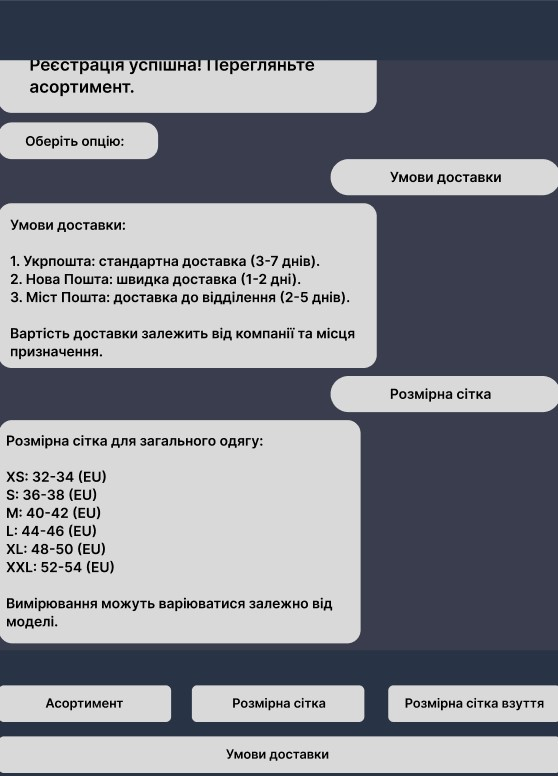 Реєстрація успішна! Перегляньте
асортимент.
Оберіть опцію:
Умови доставки
Умови доставки:
1. Укрпошта: стандартна доставка (3-7 днів).
2. Нова Пошта: швидка доставка (1-2 дні).
3. Міст Пошта: доставка до відділення (2-5 днів).
Вартість доставки залежить від компанії та місця
призначення.
Розмірна сітка
Розмірна сітка для загального одягу:
XS: 32-34 (EU)
S: 36-38 (EU)
M: 40-42 (EU)
L: 44-46 (EU)
XL: 48-50 (EU)
XXL: 52-54 (EU)
Вимірювання можуть варіюватися залежно від
моделі.
Асортимент
Розмірна сітка
Розмірна сітка взуття
Умови доставки